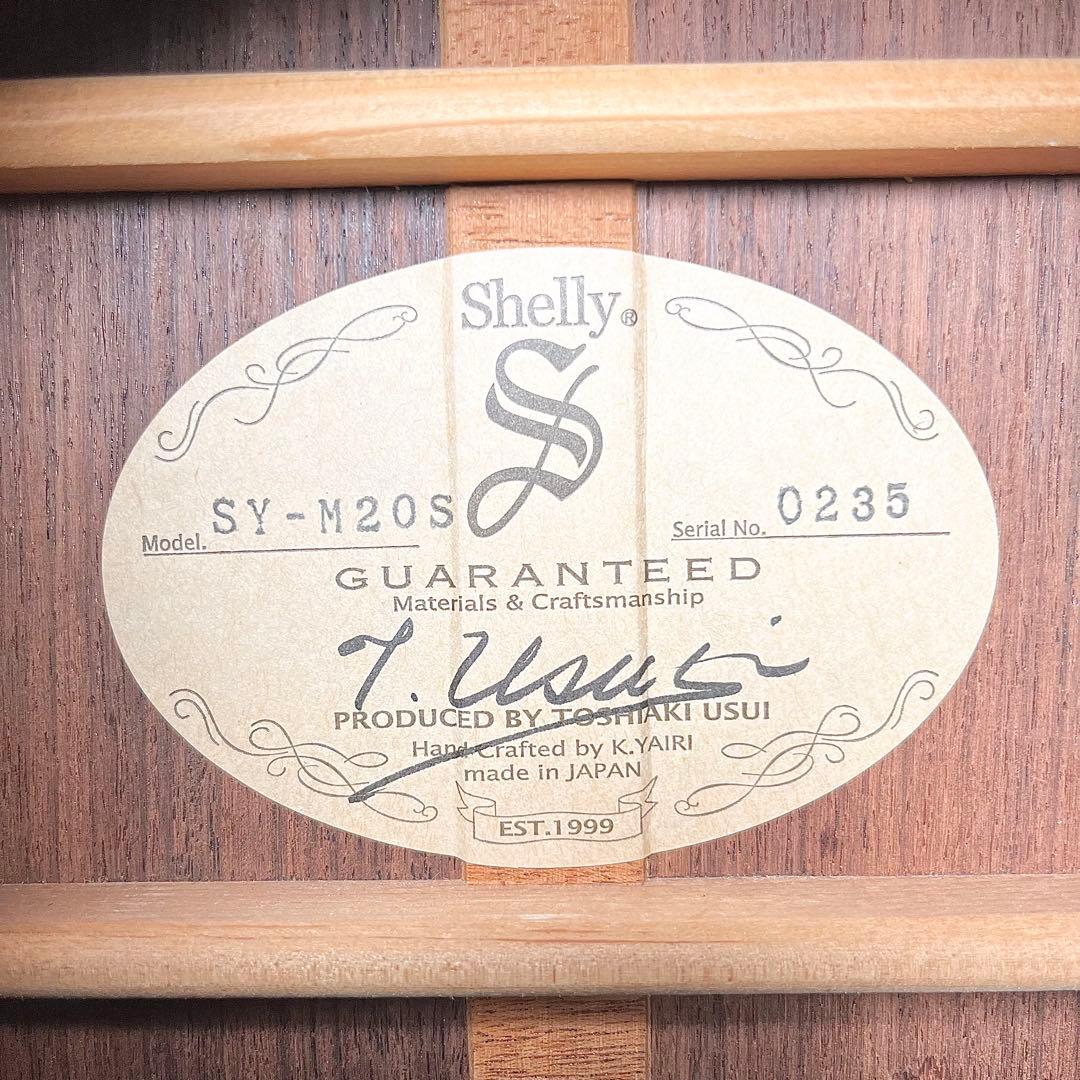 Shelly®
S
Model. SY-M20S
Serial No. 0235
GUARANTEED
Materials & Craftsmanship
T. Usui
PRODUCED BY TOSHIAKI USUI
Hand Crafted by K.YAIRI
made in JAPAN
EST.1999